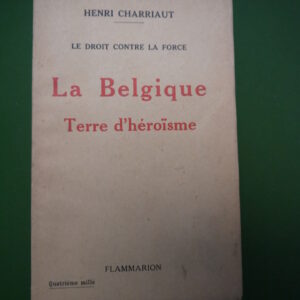 HENRI CHARRIAUT
LE DROIT CONTRE LA FORCE
La Belgique
Terre d'héroïsme
Quatrième mille
FLAMMARION